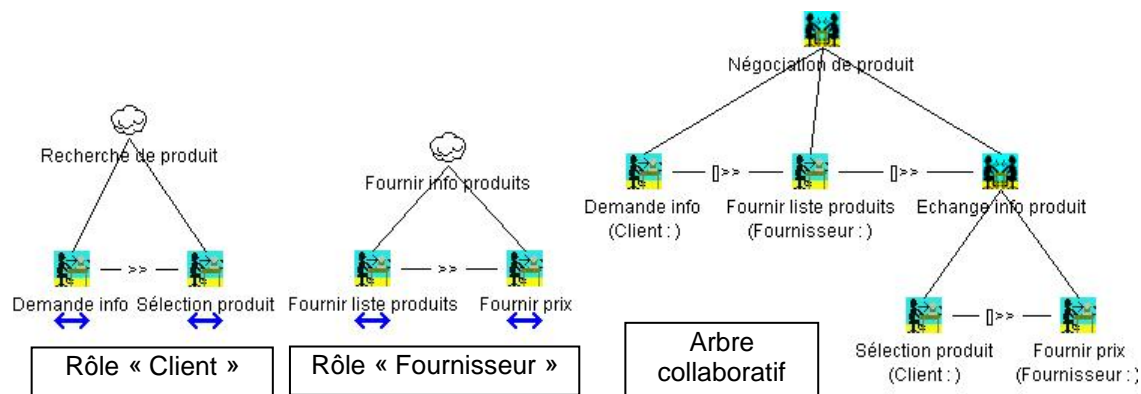 Recherche de produit
>>
Demande info
Sélection produit
Rôle « Client »
Fournir info produits
>>
Fournir liste produits
Fournir prix
Rôle « Fournisseur »
Négociation de produit
[]>>
[]>>
Demande info
(Client : )
Fournir liste produits
(Fournisseur : )
Echange info produit
[]>>
Sélection produit
(Client : )
Fournir prix
(Fournisseur : )
Arbre
collaboratif